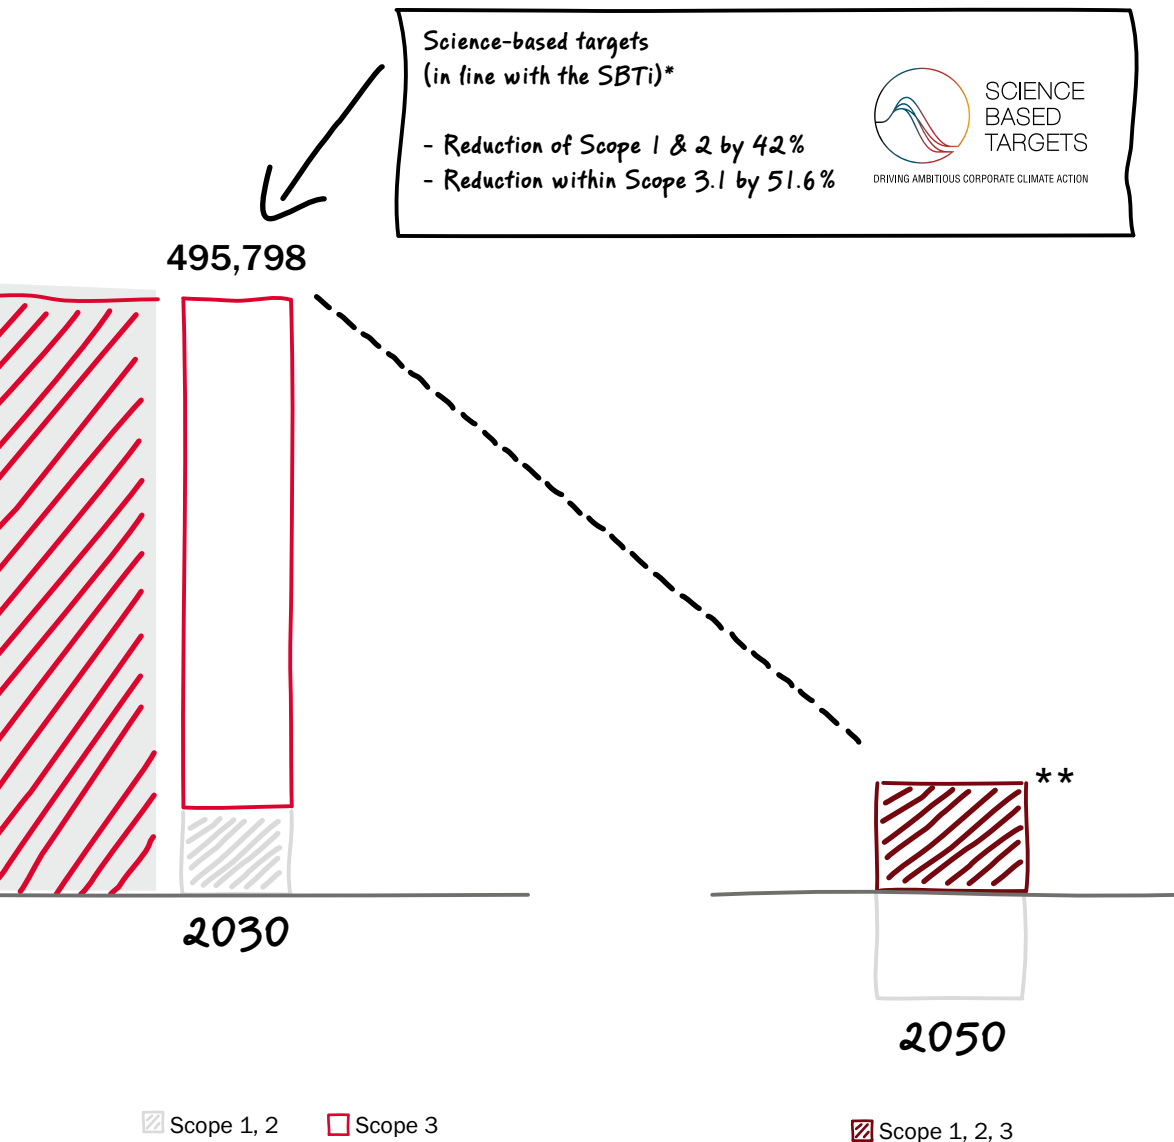 Science-based targets
(in line with the SBTi)*
- Reduction of Scope 1 & 2 by 42%
- Reduction within Scope 3.1 by 51.6%
SCIENCE
BASED
TARGETS
DRIVING AMBITIOUS CORPORATE CLIMATE ACTION
495,798
**
2030
2050
Scope 1, 2
Scope 3
Scope 1, 2, 3